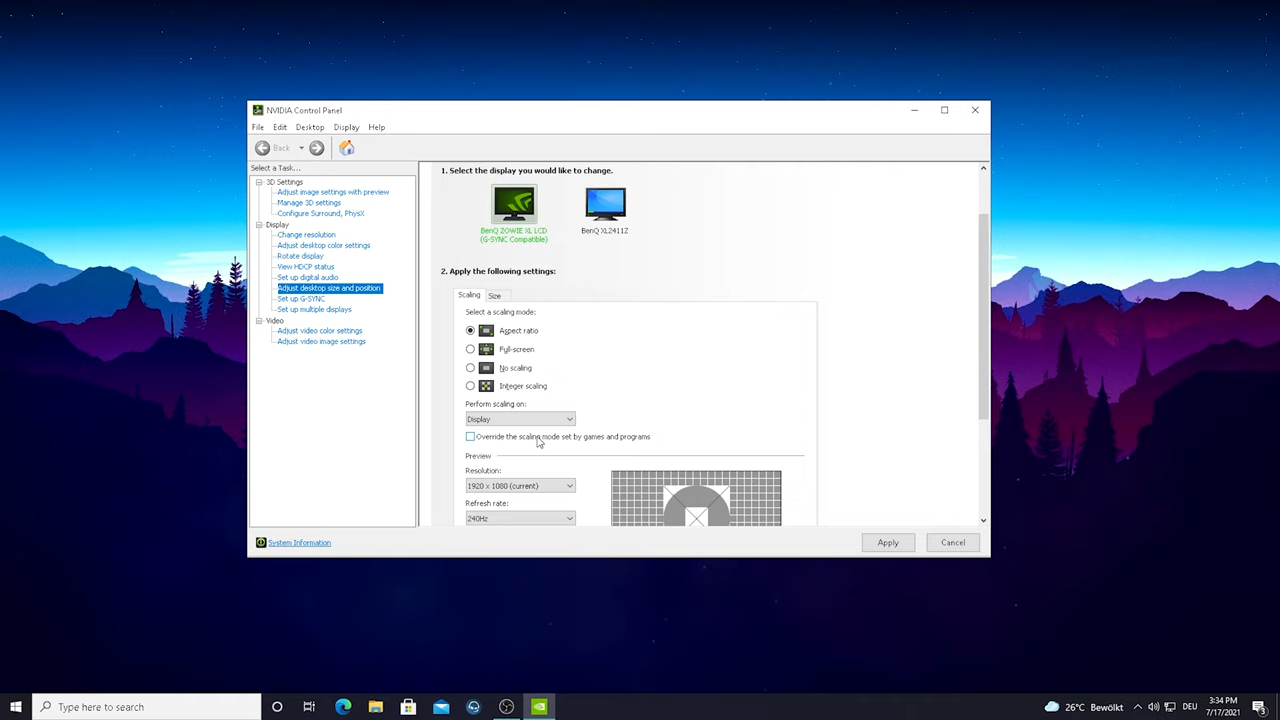 NVIDIA Control Panel
File Edit Desktop Display Help
Back
Select a Task...
3D Settings
Adjust image settings with preview
Manage 3D settings
Configure Surround, PhysX
Display
Change resolution
Adjust desktop color settings
Rotate display
View HDCP status
Set up digital audio
Adjust desktop size and position
Set up G-SYNC
Set up multiple displays
Video
Adjust video color settings
Adjust video image settings
1. Select the display you would like to change.
BenQ ZOWIE XL LCD
(G-SYNC Compatible)
BenQ XL2411Z
2. Apply the following settings:
Scaling Size
Select a scaling mode:
Aspect ratio
Full-screen
No scaling
Integer scaling
Perform scaling on:
Display
Override the scaling mode set by games and programs
Preview
Resolution:
1920 x 1080 (current)
Refresh rate:
240Hz
System Information
Apply Cancel
Type here to search
26°C Bewölkt
DEU
3:34 PM
7/17/2021